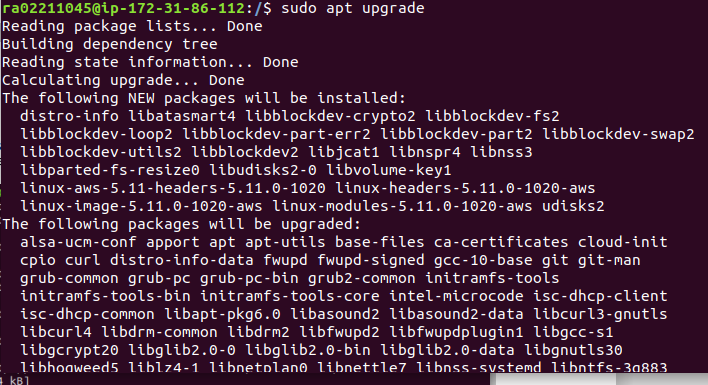 ra02211045@ip-172-31-86-112:/$ sudo apt upgrade
Reading package lists... Done
Building dependency tree
Reading state information... Done
Calculating upgrade... Done
The following NEW packages will be installed:
distro-info libatasmart4 libblockdev-crypto2 libblockdev-fs2
libblockdev-loop2 libblockdev-part-err2 libblockdev-part2 libblockdev-swap2
libblockdev-utils2 libblockdev2 libjcat1 libnspr4 libnss3
libparted-fs-resize0 libudisks2-0 libvolume-key1
linux-aws-5.11-headers-5.11.0-1020 linux-headers-5.11.0-1020-aws
linux-image-5.11.0-1020-aws linux-modules-5.11.0-1020-aws udisks2
The following packages will be upgraded:
alsa-ucm-conf apport apt apt-utils base-files ca-certificates cloud-init
cpio curl distro-info-data fwupd fwupd-signed gcc-10-base git git-man
grub-common grub-pc grub-pc-bin grub2-common initramfs-tools
initramfs-tools-bin initramfs-tools-core intel-microcode isc-dhcp-client
isc-dhcp-common libapt-pkg6.0 libasound2 libasound2-data libcurl3-gnutls
libcurl4 libdrm-common libdrm2 libfwupd2 libfwupdplugin1 libgcc-s1
libgcrypt20 libglib2.0-0 libglib2.0-bin libglib2.0-data libgnutls30
libhogweed5 liblz4-1 libnetplan0 libnettle7 libnss-systemd libntfs-3g883
kB]